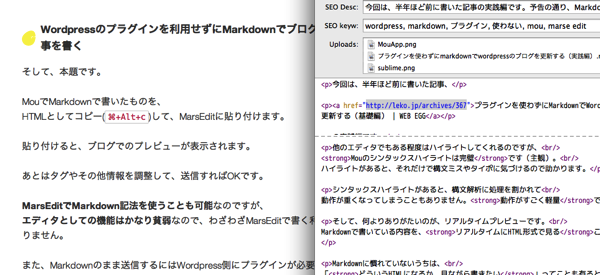 Wordpressのプラグインを利用せずにMarkdownでブログ
事を書く
そして、本題です。
MouでMarkdownで書いたものを、
HTMLとしてコピー(⌘+Alt+c)して、MarsEditに貼り付けます。
貼り付けると、ブログでのプレビューが表示されます。
あとはタグやその他情報を調整して、送信すればOKです。
MarsEditでMarkdown記法を使うことも可能なのですが、
エディタとしての機能はかなり貧弱なので、わざわざMarsEditで書く利
りません。
また、Markdownのまま送信するにはWordpress側にプラグインが必要
SEO Desc: 今回は、半年ほど前に書いた記事の実践編です。予告の通り、Markd
SEO keyw: wordpress, markdown, プラグイン, 使わない, mou, marse edit
Uploads: MouApp.png
プラグインを使わずにmarkdownでwordpressのブログを更新する（実践編）.
sublime.png
<p>今回は、半年ほど前に書いた記事、</p>
<p><a href="http://leko.jp/archives/367">プラグインを使わずにMarkdownでWor
更新する（基礎編） | WEB EGG</a></p>
<p>他のエディタでもある程度はハイライトしてくれるのですが、<br/>
<strong>Mouのシンタックスハイライトは完璧</strong>です（主観）。<br/>
ハイライトがあると、それだけで構文ミスやタイポに気づけるので助かります。</p
<p>シンタックスハイライトがあると、構文解析に処理を割かれて<br/>
動作が重くなってしまうこともありません。<strong>動作がすごく軽量</strong>で
<p>そして、何よりありがたいのが、リアルタイムプレビューです。<br/>
Markdownで書いている内容を、<strong>リアルタイムにHTML形式で見る</strong>こ
</p>
<p>Markdownに慣れていないうちは、<br/>
「<strong>どういうHTMLになるか、見ながら書きたい</strong>」ってことも有ると